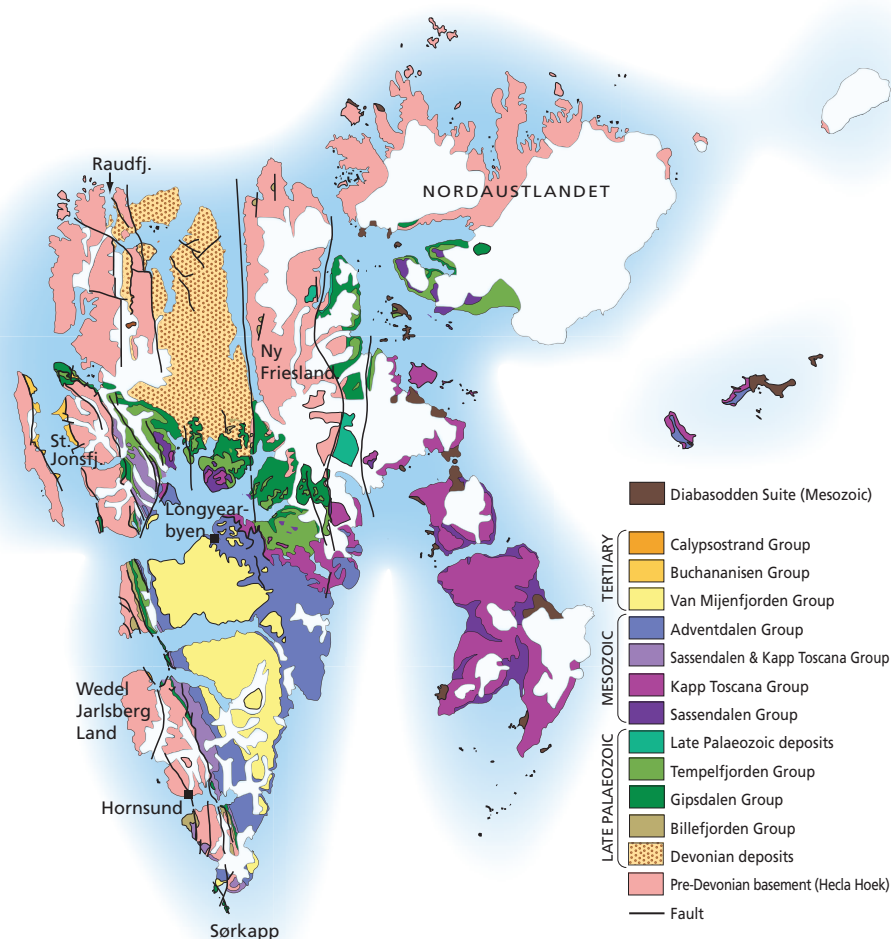 Raudfj.
NORDAUSTLANDET
Ny
Friesland
St.
Jonsfj.
Longyear-
byen
Wedel
Jarlsberg
Land
Hornsund
Sørkapp
Diabasodden Suite (Mesozoic)
TERTIARY
Calypsostrand Group
Buchananisen Group
Van Mijenfjorden Group
MESOZOIC
Adventdalen Group
Sassendalen & Kapp Toscana Group
Kapp Toscana Group
Sassendalen Group
LATE PALAEOZOIC
Late Palaeozoic deposits
Tempelfjorden Group
Gipsdalen Group
Billefjorden Group
Devonian deposits
Pre-Devonian basement (Hecla Hoek)
Fault